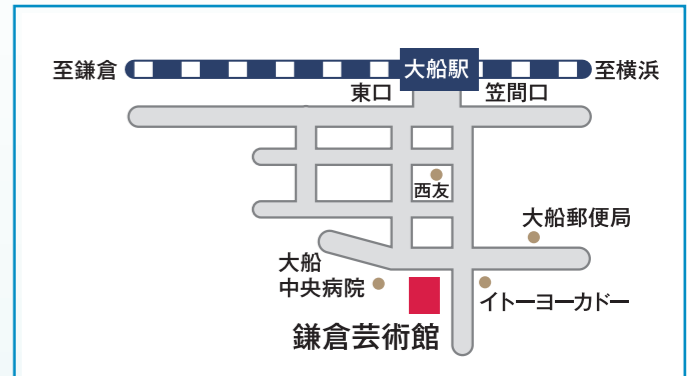 至鎌倉
大船駅
至横浜
東口
笠間口
西友
大船郵便局
大船
中央病院
イトーヨーカドー
鎌倉芸術館